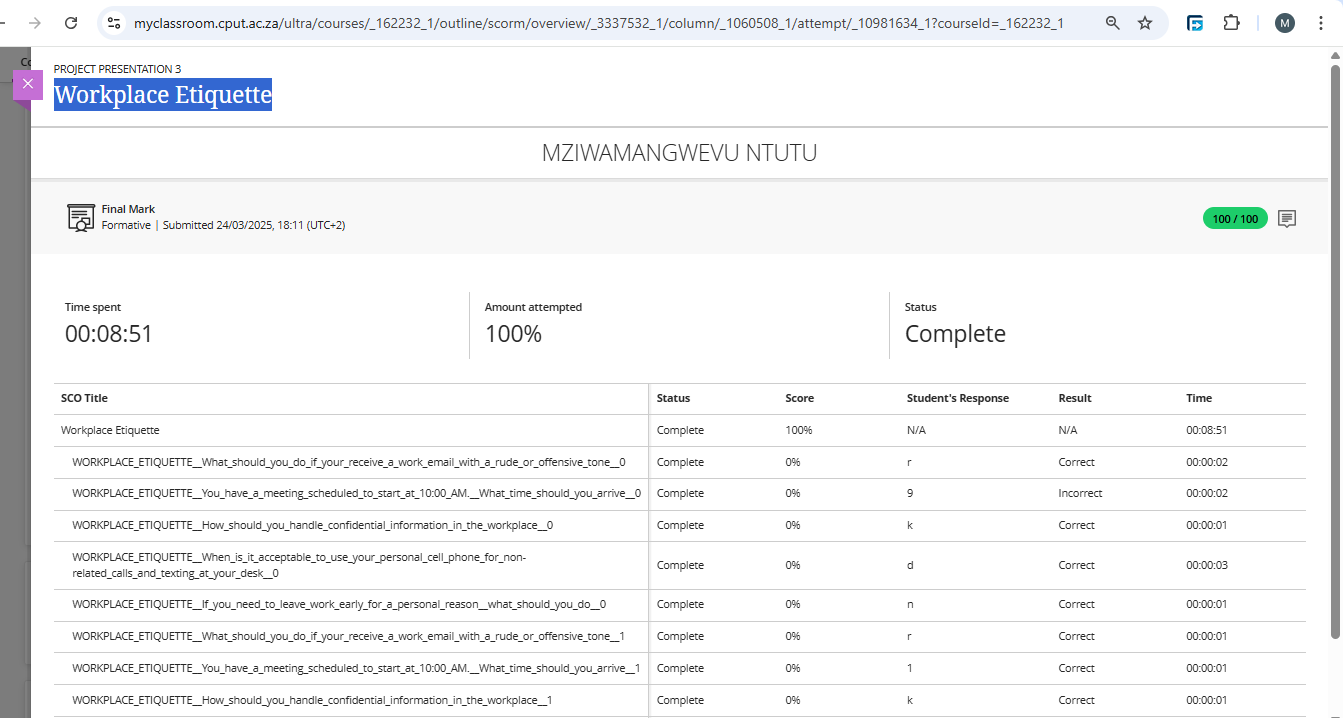 myclassroom.cput.ac.za/ultra/courses/_162232_1/outline/scorm/overview/_3337532_1/column/_1060508_1/attempt/_10981634_1?courseId=_162232_1
M
PROJECT PRESENTATION 3
Workplace Etiquette
MZIWAMANGWEVU NTUTU
Final Mark
Formative | Submitted 24/03/2025, 18:11 (UTC+2)
100 / 100
Time spent Amount attempted Status
00:08:51 100% Complete
SCO Title Status Score Student's Response Result Time
Workplace Etiquette Complete 100% N/A N/A 00:08:51
WORKPLACE_ETIQUETTE__What_should_you_do_if_your_receive_a_work_email_with_a_rude_or_offensive_tone__0 Complete 0% r Correct 00:00:02
WORKPLACE_ETIQUETTE__You_have_a_meeting_scheduled_to_start_at_10:00_AM.__What_time_should_you_arrive__0 Complete 0% 9 Incorrect 00:00:02
WORKPLACE_ETIQUETTE__How_should_you_handle_confidential_information_in_the_workplace__0 Complete 0% k Correct 00:00:01
WORKPLACE_ETIQUETTE__When_is_it_acceptable_to_use_your_personal_cell_phone_for_non-
related_calls_and_texting_at_your_desk__0 Complete 0% d Correct 00:00:03
WORKPLACE_ETIQUETTE__If_you_need_to_leave_work_early_for_a_personal_reason__what_should_you_do__0 Complete 0% n Correct 00:00:01
WORKPLACE_ETIQUETTE__What_should_you_do_if_your_receive_a_work_email_with_a_rude_or_offensive_tone__1 Complete 0% r Correct 00:00:01
WORKPLACE_ETIQUETTE__You_have_a_meeting_scheduled_to_start_at_10:00_AM.__What_time_should_you_arrive__1 Complete 0% 1 Correct 00:00:01
WORKPLACE_ETIQUETTE__How_should_you_handle_confidential_information_in_the_workplace__1 Complete 0% k Correct 00:00:01